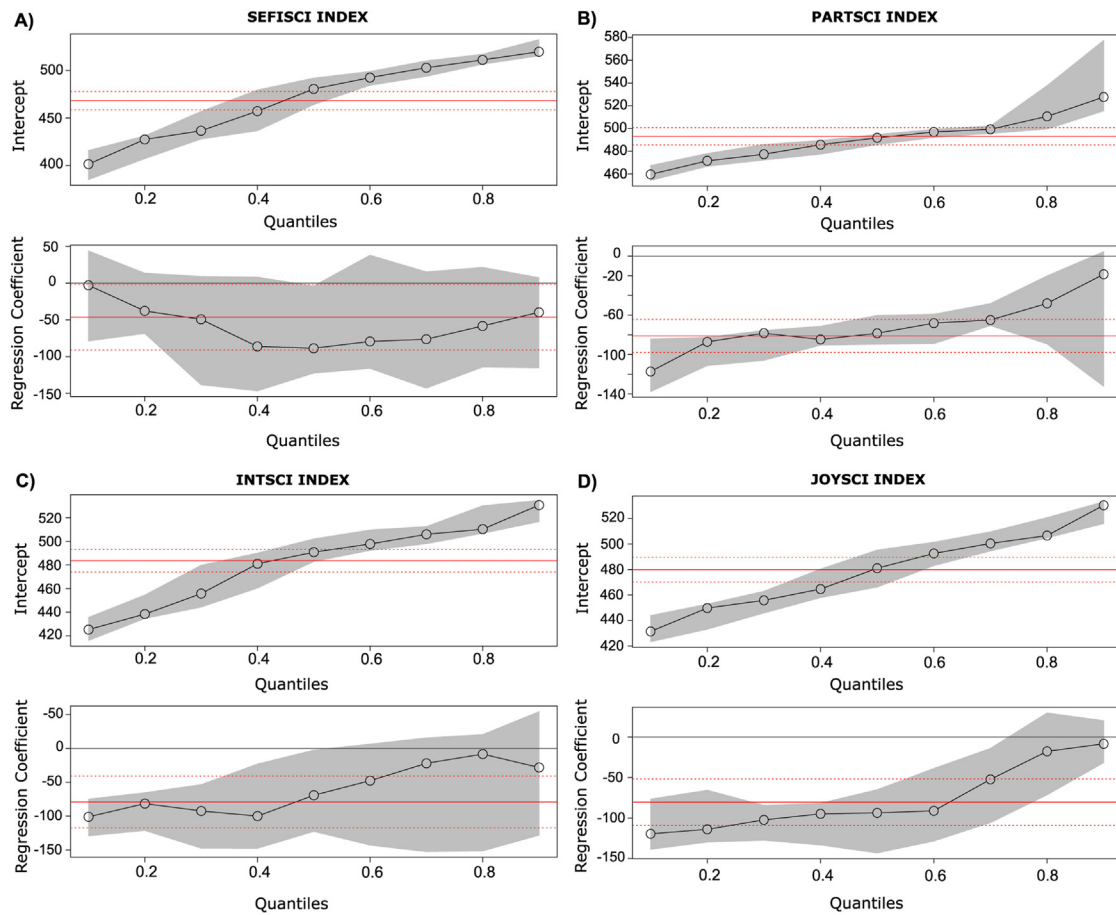 A) SEFISCI INDEX
Intercept
500
450
400
0.2 0.4 0.6 0.8
Quantiles
Regression Coefficient
50
0
-50
-100
-150
0.2 0.4 0.6 0.8
Quantiles
B) PARTSCI INDEX
Intercept
580
560
540
520
500
480
460
0.2 0.4 0.6 0.8
Quantiles
Regression Coefficient
0
-20
-60
-100
-140
0.2 0.4 0.6 0.8
Quantiles
C) INTSCI INDEX
Intercept
520
500
480
460
440
420
0.2 0.4 0.6 0.8
Quantiles
Regression Coefficient
-50
0
-50
-100
-150
0.2 0.4 0.6 0.8
Quantiles
D) JOYSCI INDEX
Intercept
520
500
480
460
440
420
0.2 0.4 0.6 0.8
Quantiles
Regression Coefficient
0
-50
-100
-150
0.2 0.4 0.6 0.8
Quantiles